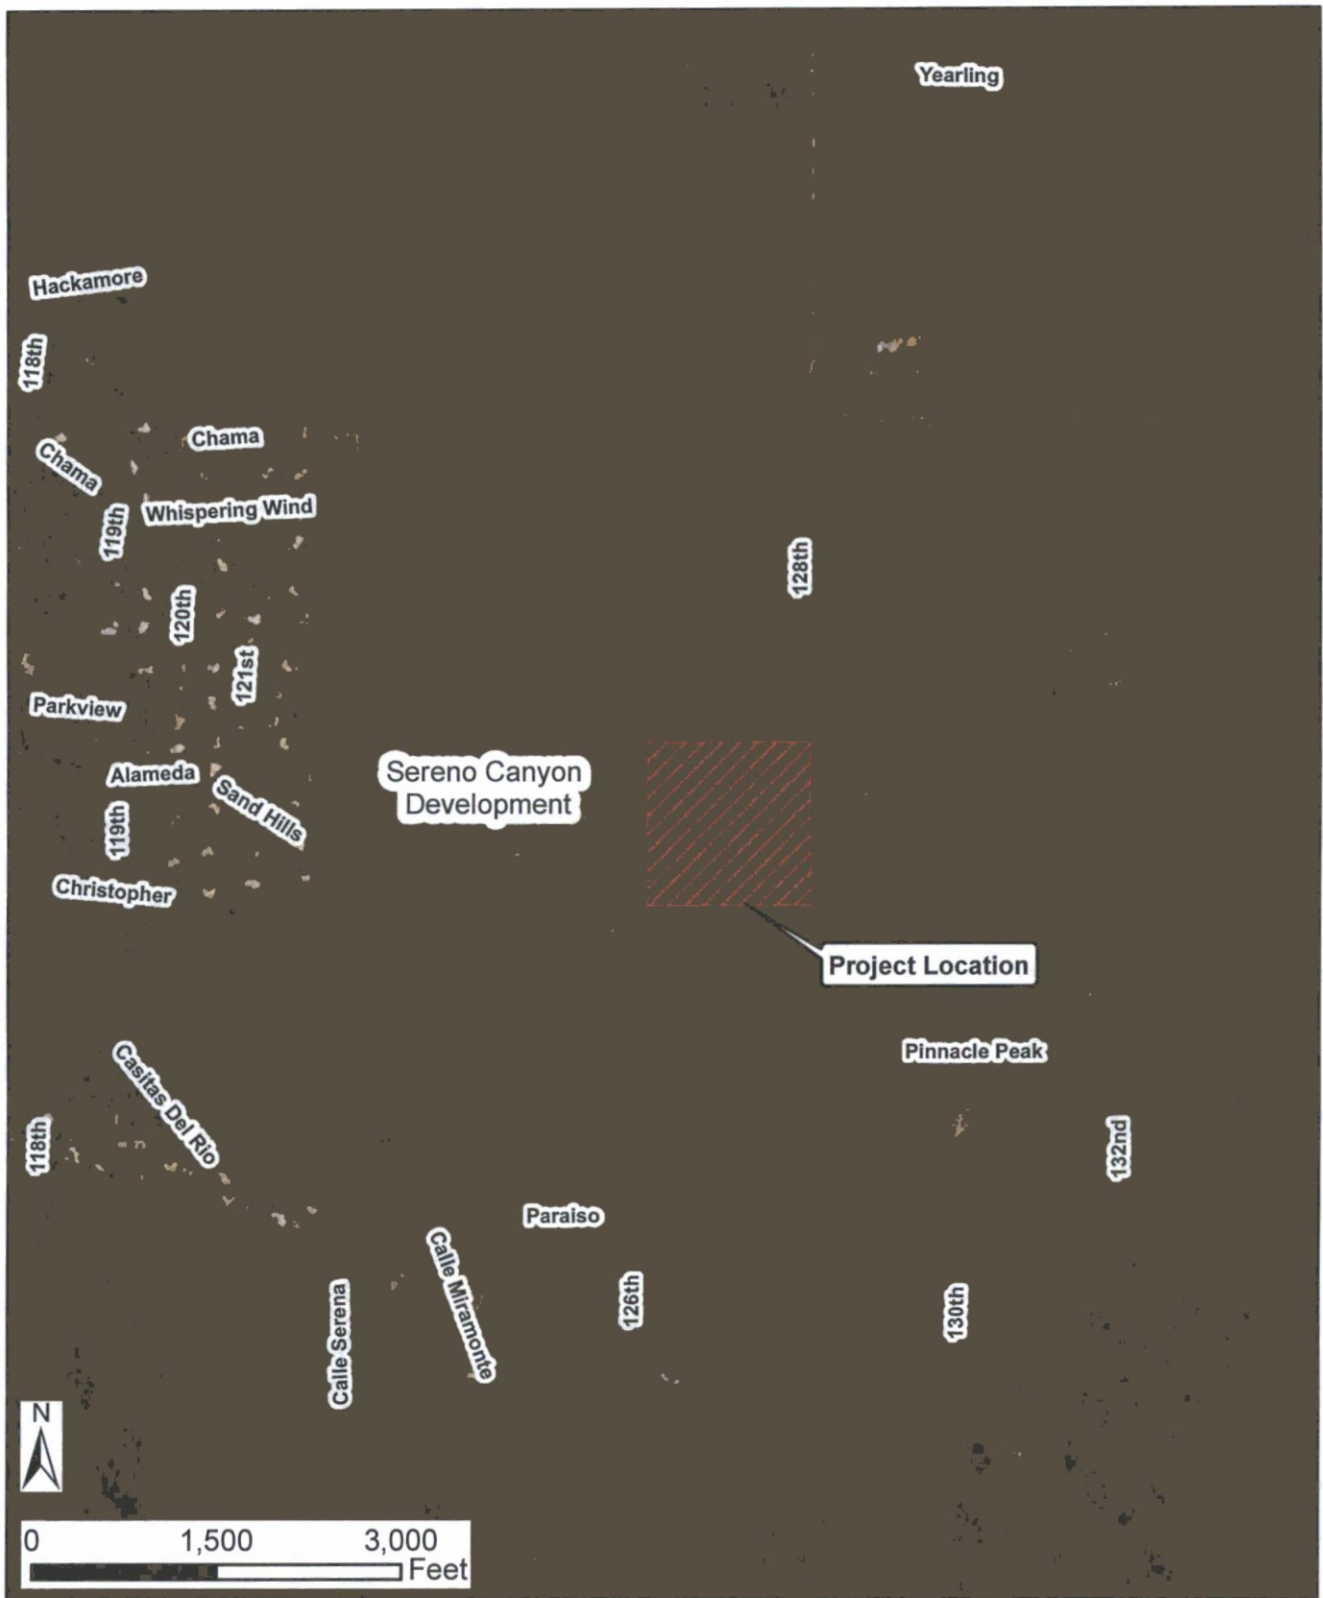 Yearling
Hackamore
118th
Chama
Chama
Whispering Wind
119th
128th
120th
121st
Parkview
Alameda
Sereno Canyon
Development
Sand Hills
119th
Christopher
Project Location
Pinnacle Peak
Casitas Del Rio
118th
132nd
Paraiso
Calle Miramonte
126th
130th
Calle Serena
N
0 1,500 3,000
Feet